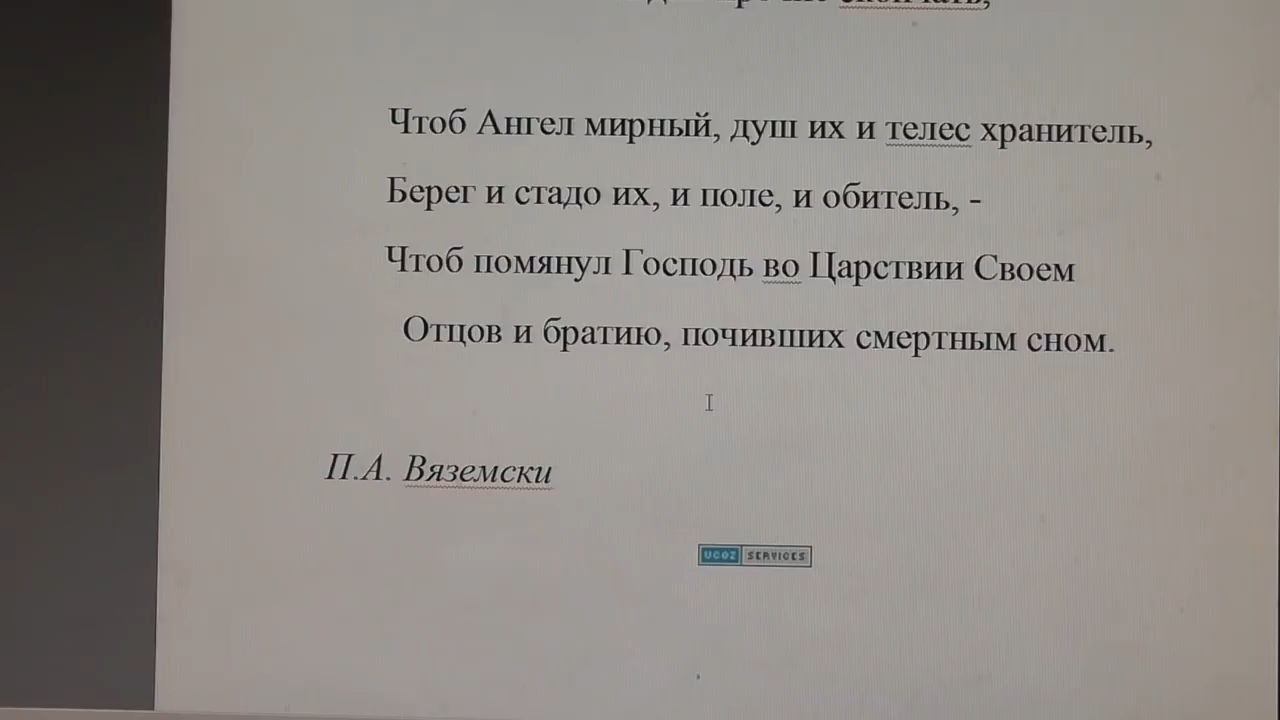 скончать,
Чтоб Ангел мирный, душ их и телес хранитель,
Берег и стадо их, и поле, и обитель, -
Чтоб помянул Господь во Царствии Своем
Отцов и братию, почивших смертным сном.
П.А. Вяземски
UCOZ SERVICES